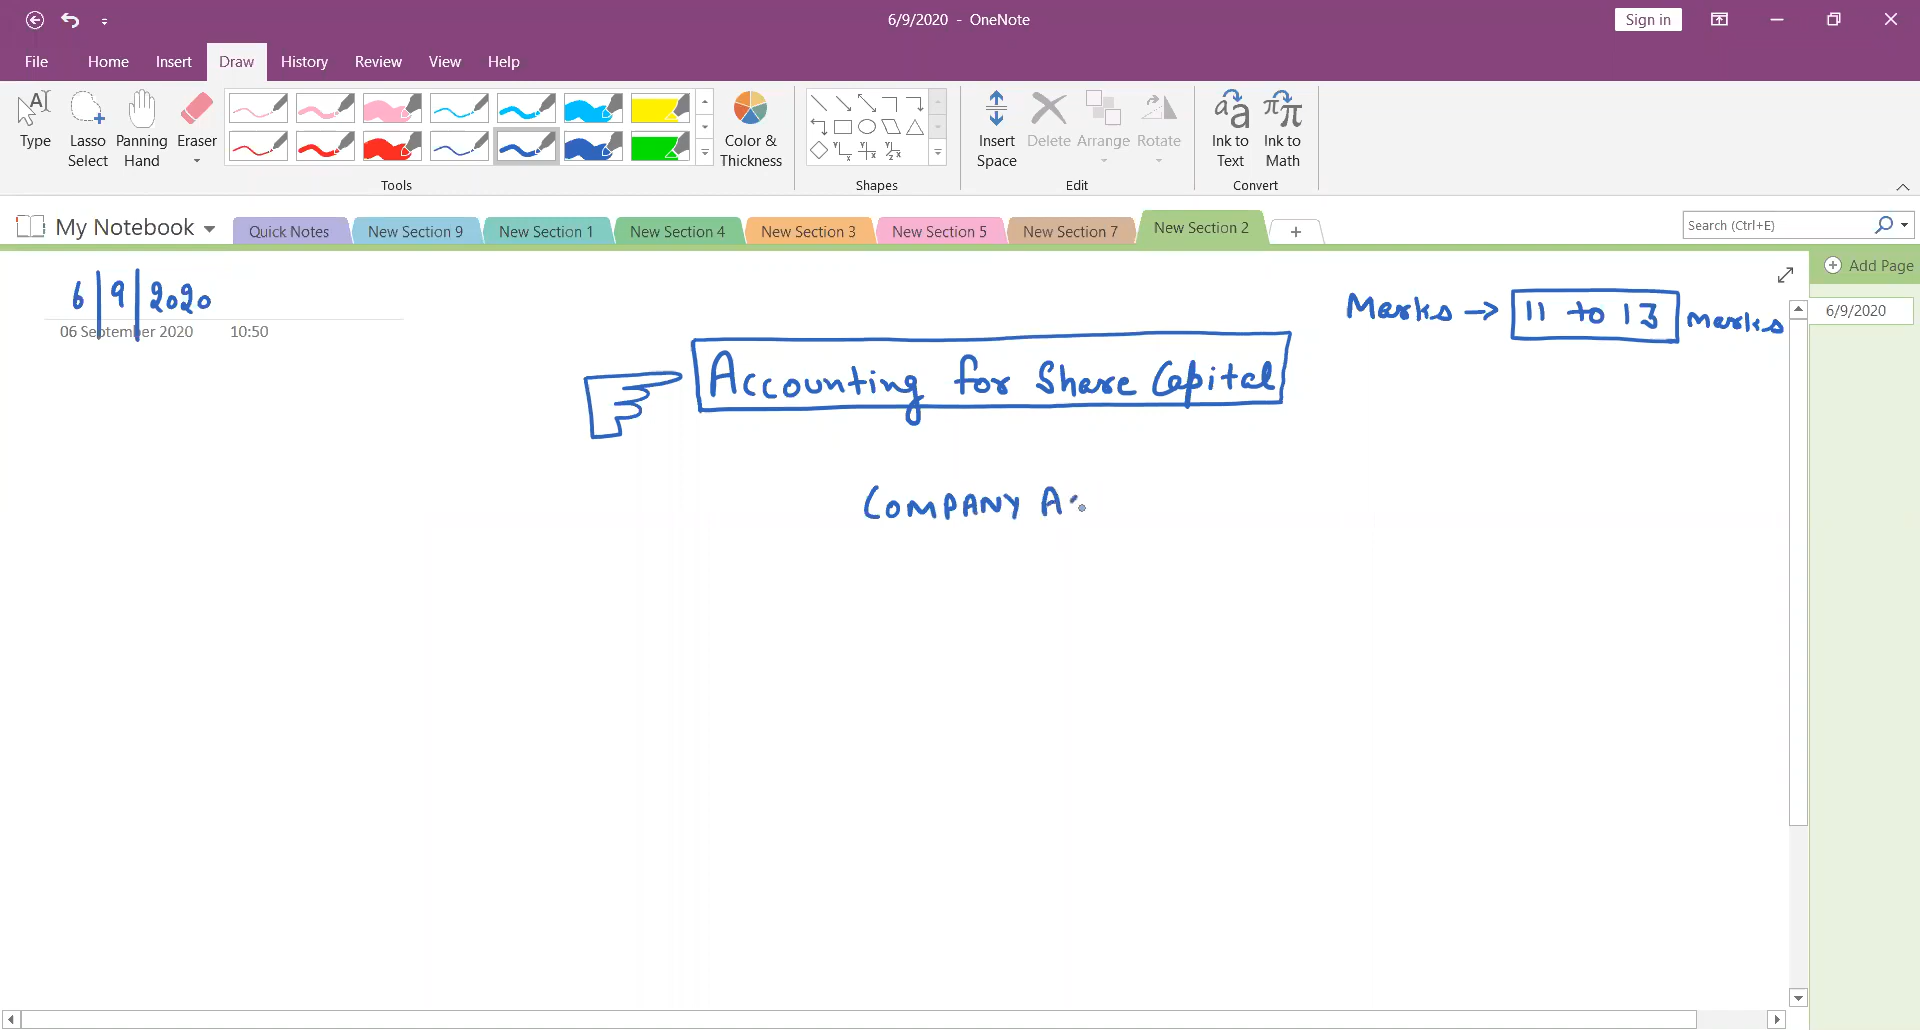 6/9/2020 - OneNote
Sign in
File Home Insert Draw History Review View Help
Type
Lasso Select
Panning Hand
Eraser
Color & Thickness
Insert Space
Delete
Arrange
Rotate
Ink to Text
Ink to Math
Tools Shapes Edit Convert
My Notebook Quick Notes New Section 9 New Section 1 New Section 4 New Section 3 New Section 5 New Section 7 New Section 2
Search (Ctrl+E)
Add Page
6/9/2020
6|9|2020
06 September 2020 10:50
Marks → 11 to 13 marks
Accounting for Share Capital
COMPANY A